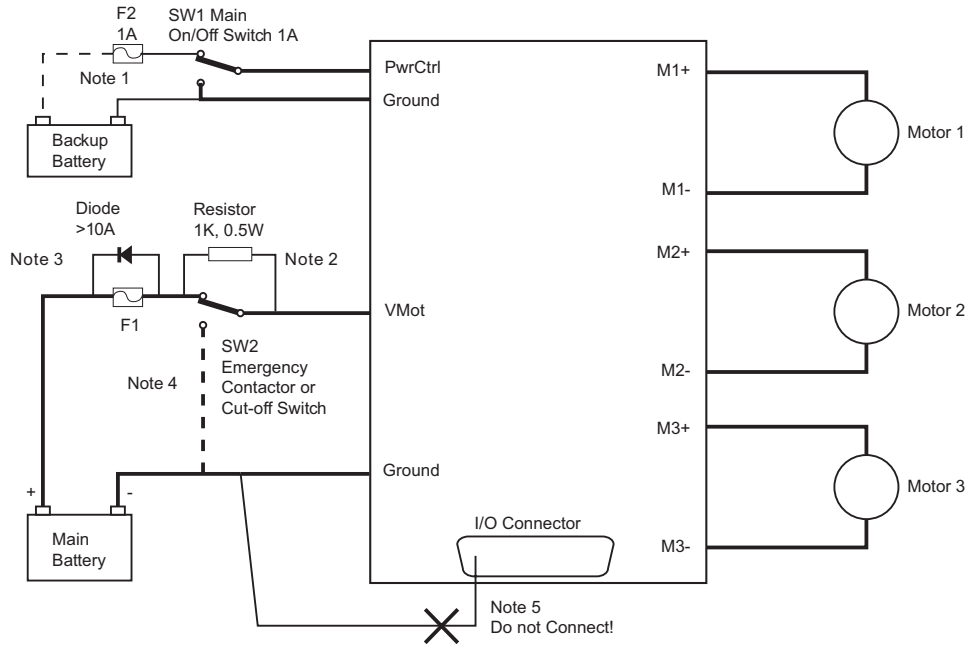 F2
1A
SW1 Main
On/Off Switch 1A
Note 1
Backup
Battery
PwrCtrl
Ground
M1+
Motor 1
M1-
Diode
>10A
Resistor
1K, 0.5W
Note 3
Note 2
F1
VMot
M2+
Motor 2
M2-
SW2
Emergency
Contactor or
Cut-off Switch
Note 4
Ground
M3+
Motor 3
M3-
+
-
Main
Battery
I/O Connector
Note 5
Do not Connect!